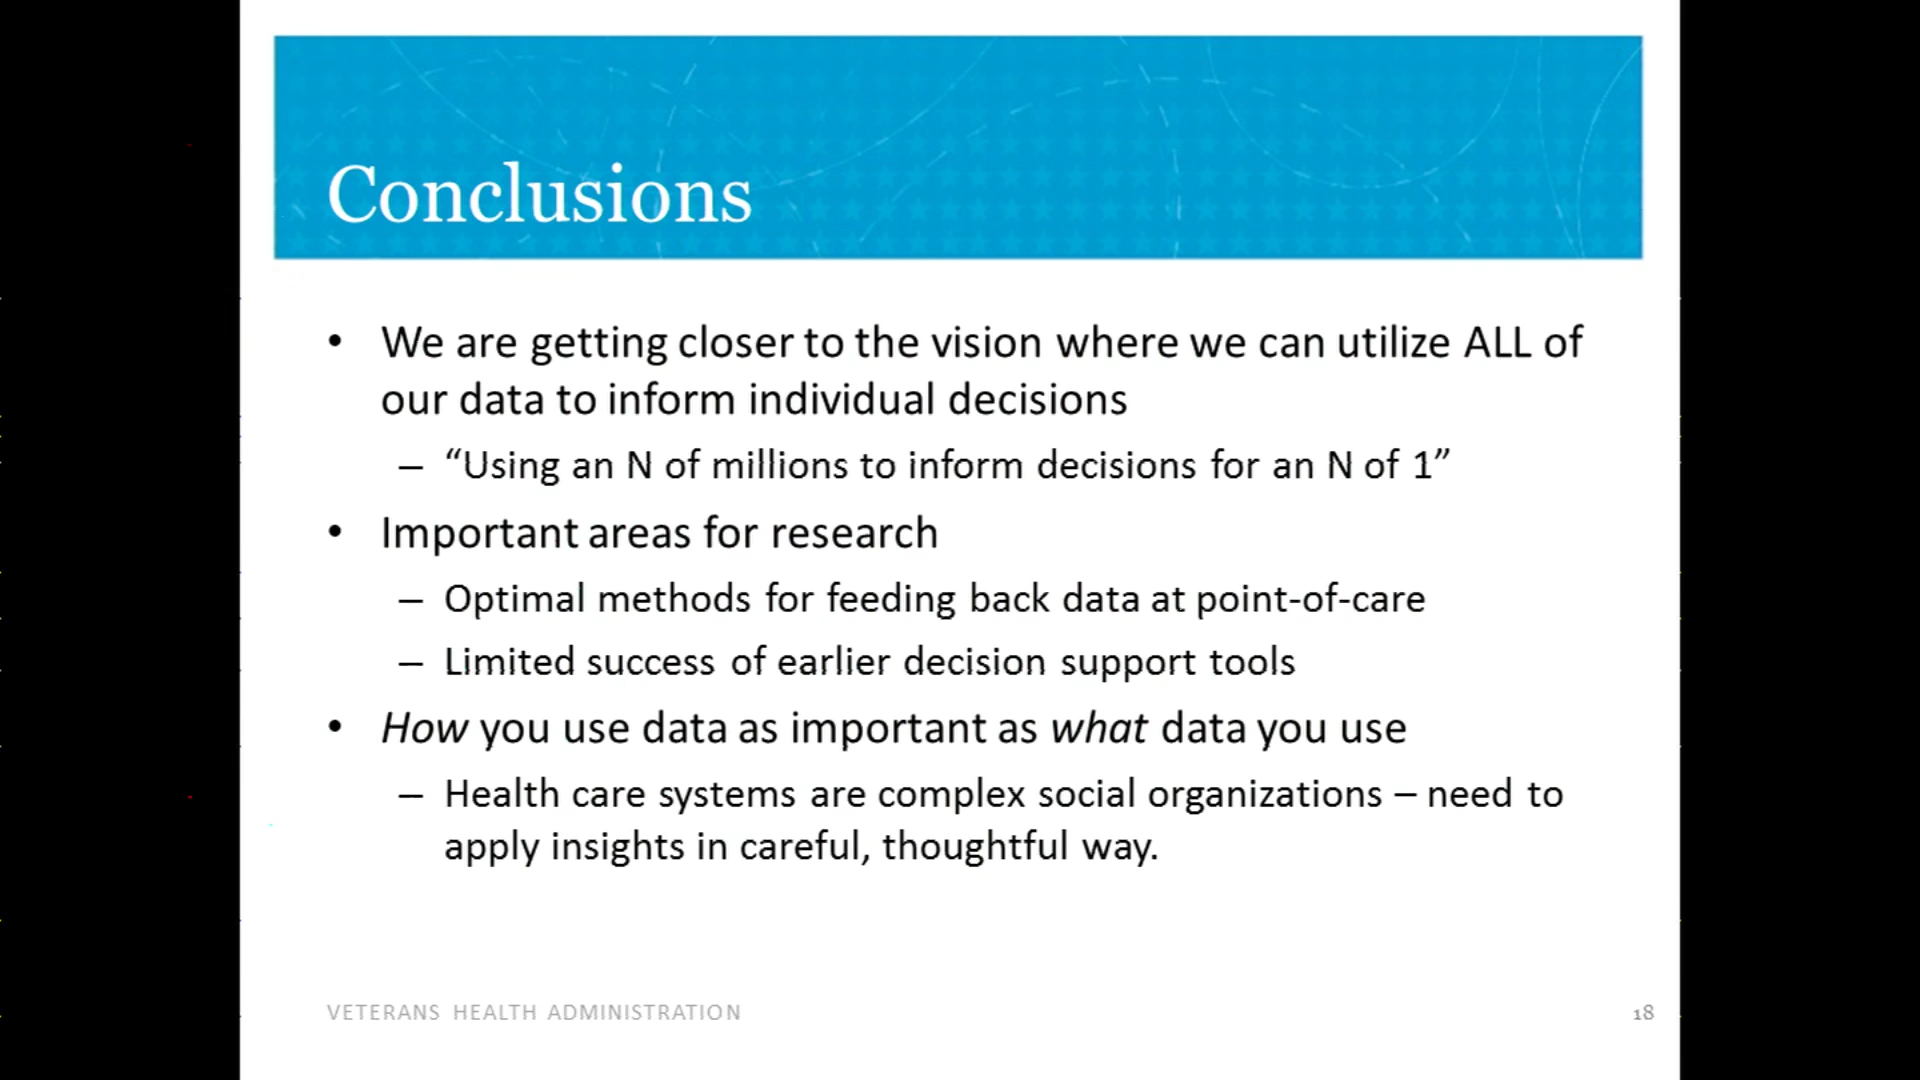 Conclusions
• We are getting closer to the vision where we can utilize ALL of
our data to inform individual decisions
– “Using an N of millions to inform decisions for an N of 1”
• Important areas for research
– Optimal methods for feeding back data at point-of-care
– Limited success of earlier decision support tools
• How you use data as important as what data you use
– Health care systems are complex social organizations – need to
apply insights in careful, thoughtful way.
VETERANS HEALTH ADMINISTRATION
18